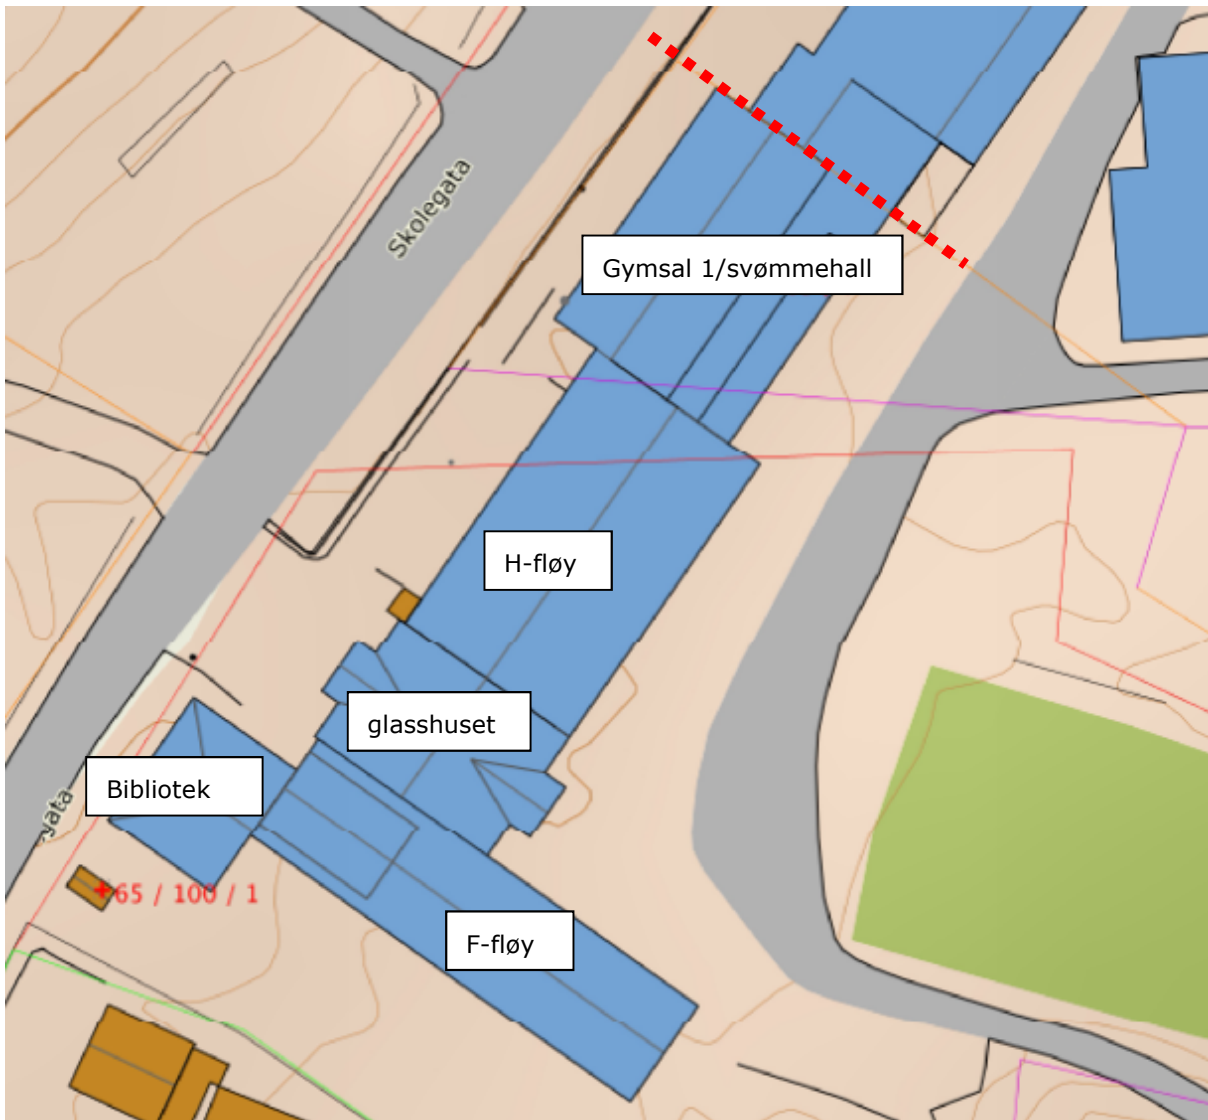 Skolegata
Gymsal 1/svømmehall
H-fløy
glasshuset
Bibliotek
gata
65 / 100 / 1
F-fløy